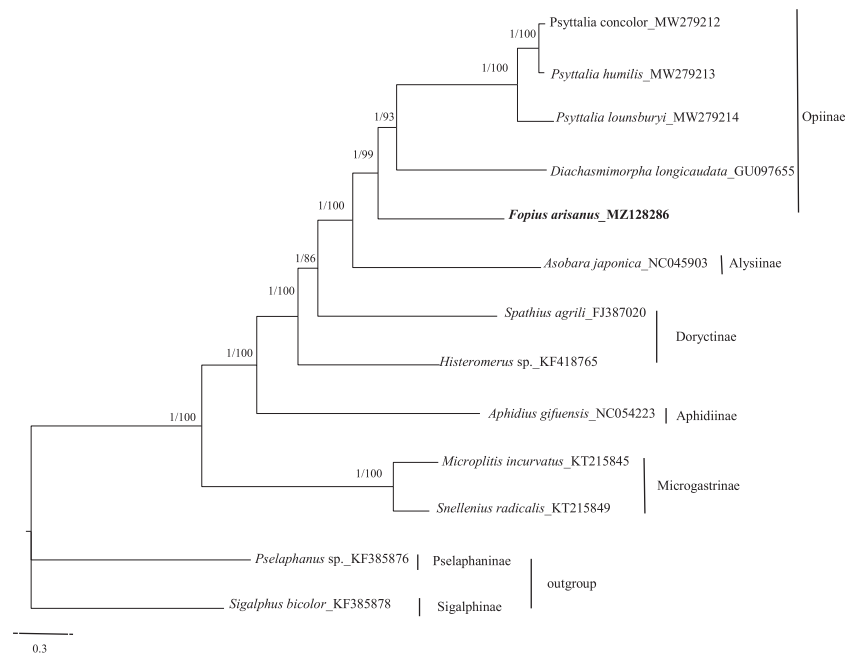 Psyttalia concolor_MW279212
1/100
Psyttalia humilis_MW279213
1/100
Psyttalia lounsburyi_MW279214
Opiinae
1/93
1/99
Diachasmimorpha longicaudata_GU097655
1/100
Fopius arisanus_MZ128286
1/86
Asobara japonica_NC045903
Alysiinae
1/100
Spathius agrili_FJ387020
Doryctinae
1/100
Histeromerus sp._KF418765
1/100
Aphidius gifuensis_NC054223
Aphidiinae
Microplitis incurvatus_KT215845
1/100
Microgastrinae
Snellenius radicalis_KT215849
Pselaphanus sp._KF385876
Pselaphaninae
outgroup
Sigalphus bicolor_KF385878
Sigalphinae
0.3